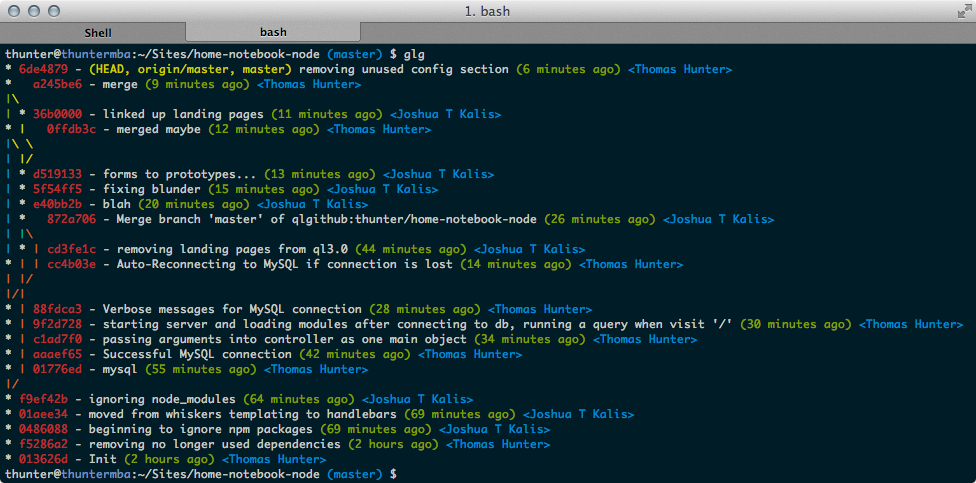 1. bash
Shell bash
thunter@thuntermba:~/Sites/home-notebook-node (master) $ glg
* 6de4879 - (HEAD, origin/master, master) removing unused config section (6 minutes ago) <Thomas Hunter>
*   a245be6 - merge (9 minutes ago) <Thomas Hunter>
|\
| * 36b0000 - linked up landing pages (11 minutes ago) <Joshua T Kalis>
* |   0ffdb3c - merged maybe (12 minutes ago) <Thomas Hunter>
|\ \
| |/
| * d519133 - forms to prototypes... (13 minutes ago) <Joshua T Kalis>
| * 5f54ff5 - fixing blunder (15 minutes ago) <Joshua T Kalis>
| * e40bb2b - blah (20 minutes ago) <Joshua T Kalis>
| *   872a706 - Merge branch 'master' of qlgithub:thunter/home-notebook-node (26 minutes ago) <Joshua T Kalis>
| |\
| * | cd3fe1c - removing landing pages from ql3.0 (44 minutes ago) <Joshua T Kalis>
* | | cc4b03e - Auto-Reconnecting to MySQL if connection is lost (14 minutes ago) <Thomas Hunter>
| |/
|/|
* | 88fdca3 - Verbose messages for MySQL connection (28 minutes ago) <Thomas Hunter>
* | 9f2d728 - starting server and loading modules after connecting to db, running a query when visit '/' (30 minutes ago) <Thomas Hunter>
* | c1ad7f0 - passing arguments into controller as one main object (34 minutes ago) <Thomas Hunter>
* | aaaef65 - Successful MySQL connection (42 minutes ago) <Thomas Hunter>
* | 01776ed - mysql (55 minutes ago) <Thomas Hunter>
|/
* f9ef42b - ignoring node_modules (64 minutes ago) <Joshua T Kalis>
* 01aee34 - moved from whiskers templating to handlebars (69 minutes ago) <Joshua T Kalis>
* 0486088 - beginning to ignore npm packages (69 minutes ago) <Joshua T Kalis>
* f5286a2 - removing no longer used dependencies (2 hours ago) <Thomas Hunter>
* 013626d - Init (2 hours ago) <Thomas Hunter>
thunter@thuntermba:~/Sites/home-notebook-node (master) $